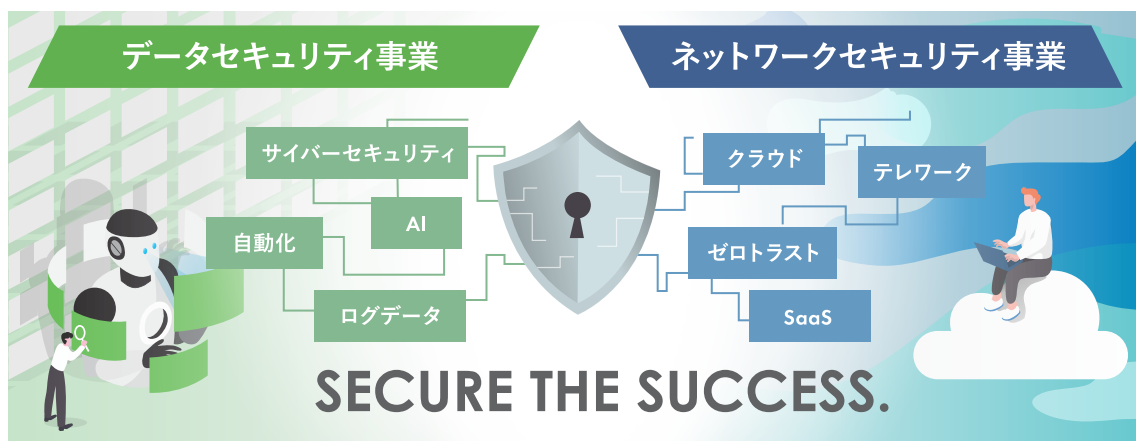 データセキュリティ事業
ネットワークセキュリティ事業
サイバーセキュリティ
AI
自動化
ログデータ
クラウド
テレワーク
ゼロトラスト
SaaS
SECURE THE SUCCESS.